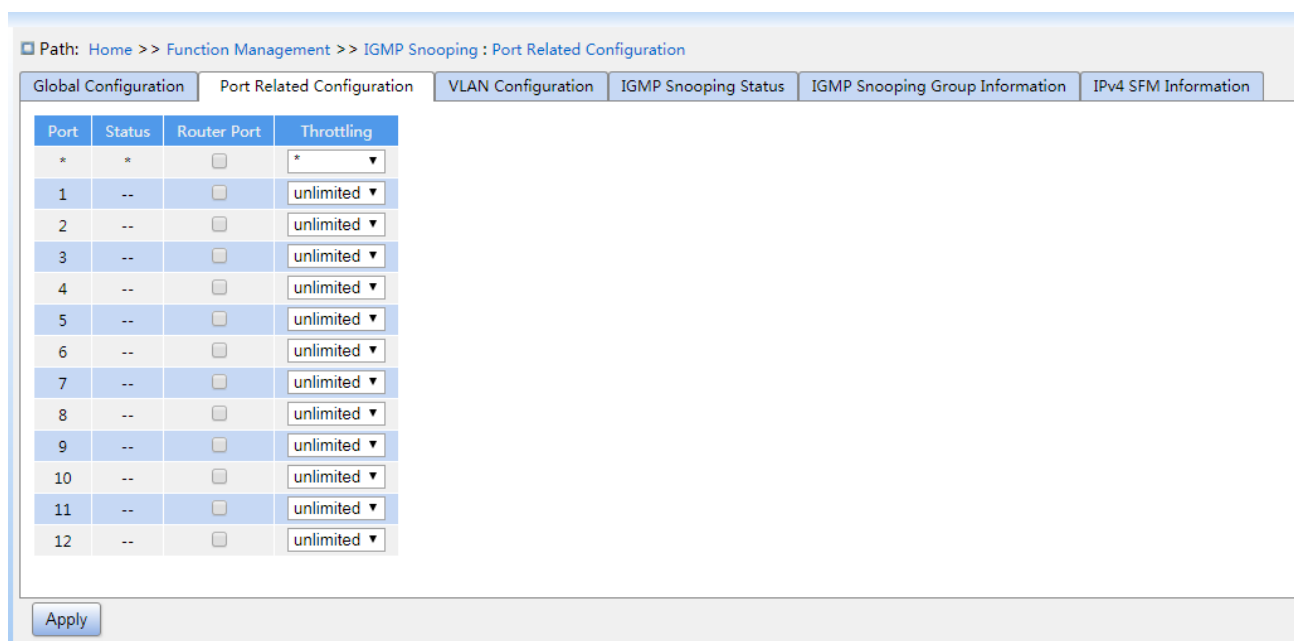 Path: Home >> Function Management >> IGMP Snooping : Port Related Configuration
Global Configuration Port Related Configuration VLAN Configuration IGMP Snooping Status IGMP Snooping Group Information IPv4 SFM Information
Port Status Router Port Throttling
* * *
1 -- unlimited
2 -- unlimited
3 -- unlimited
4 -- unlimited
5 -- unlimited
6 -- unlimited
7 -- unlimited
8 -- unlimited
9 -- unlimited
10 -- unlimited
11 -- unlimited
12 -- unlimited
Apply